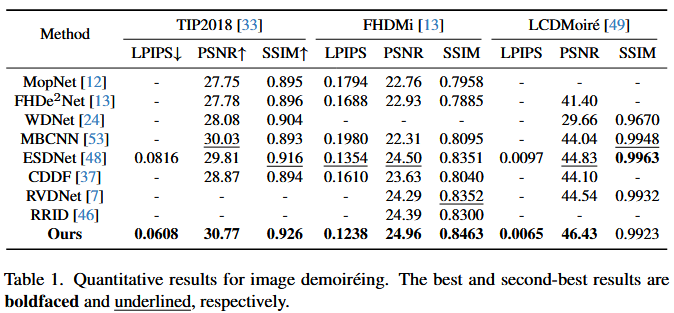 Method TIP2018 [33] FHDMi [13] LCDMoiré [49]
LPIPS↓ PSNR↑ SSIM↑ LPIPS PSNR SSIM LPIPS PSNR SSIM
MopNet [12] - 27.75 0.895 0.1794 22.76 0.7958 - - -
FHDe²Net [13] - 27.78 0.896 0.1688 22.93 0.7885 - 41.40 -
WDNet [24] - 28.08 0.904 - - - - 29.66 0.9670
MBCNN [53] - 30.03 0.893 0.1980 22.31 0.8095 - 44.04 0.9948
ESDNet [48] 0.0816 29.81 0.916 0.1354 24.50 0.8351 0.0097 44.83 0.9963
CDDF [37] - 28.87 0.894 0.1610 23.63 0.8040 - 44.10 -
RVDNet [7] - - - - 24.29 0.8352 - 44.54 0.9932
RRID [46] - - - - 24.39 0.8300 - - -
Ours 0.0608 30.77 0.926 0.1238 24.96 0.8463 0.0065 46.43 0.9923
Table 1. Quantitative results for image demoiréing. The best and second-best results are
boldfaced and underlined, respectively.